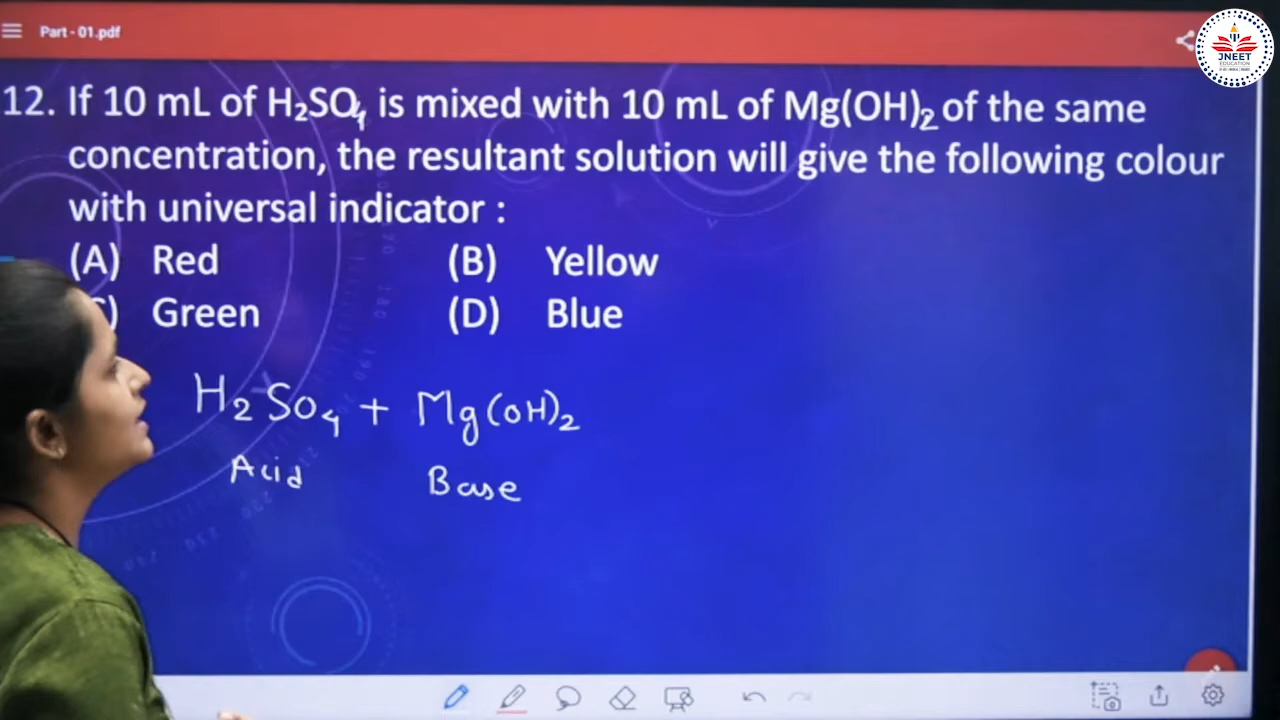 Part - 01.pdf
JNEET
EDUCATION
12. If 10 mL of H₂SO₄ is mixed with 10 mL of Mg(OH)₂ of the same
concentration, the resultant solution will give the following colour
with universal indicator :
(A) Red (B) Yellow
C) Green (D) Blue
H₂SO₄ + Mg(OH)₂
Acid Base